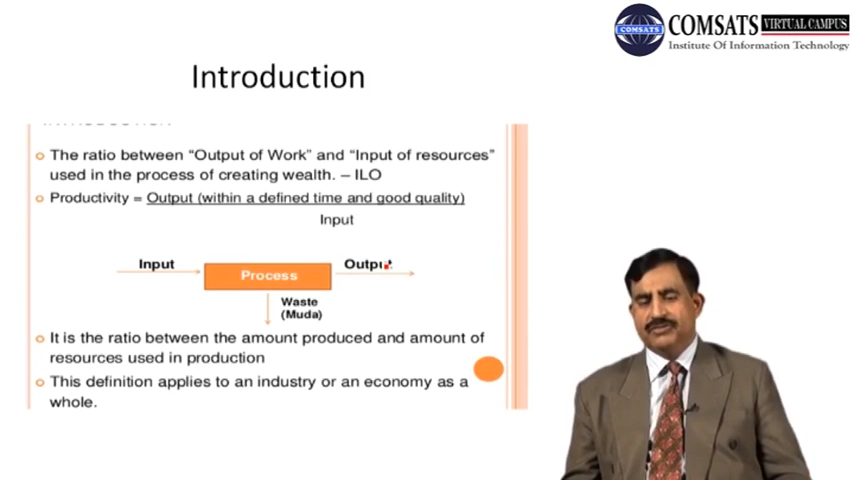 COMSATS VIRTUAL CAMPUS
COMSATS
Institute Of Information Technology
Introduction
INTRODUCTION
The ratio between "Output of Work" and "Input of resources"
used in the process of creating wealth. – ILO
Productivity = Output (within a defined time and good quality)
Input
Input
Output
Process
Waste
(Muda)
It is the ratio between the amount produced and amount of
resources used in production
This definition applies to an industry or an economy as a
whole.